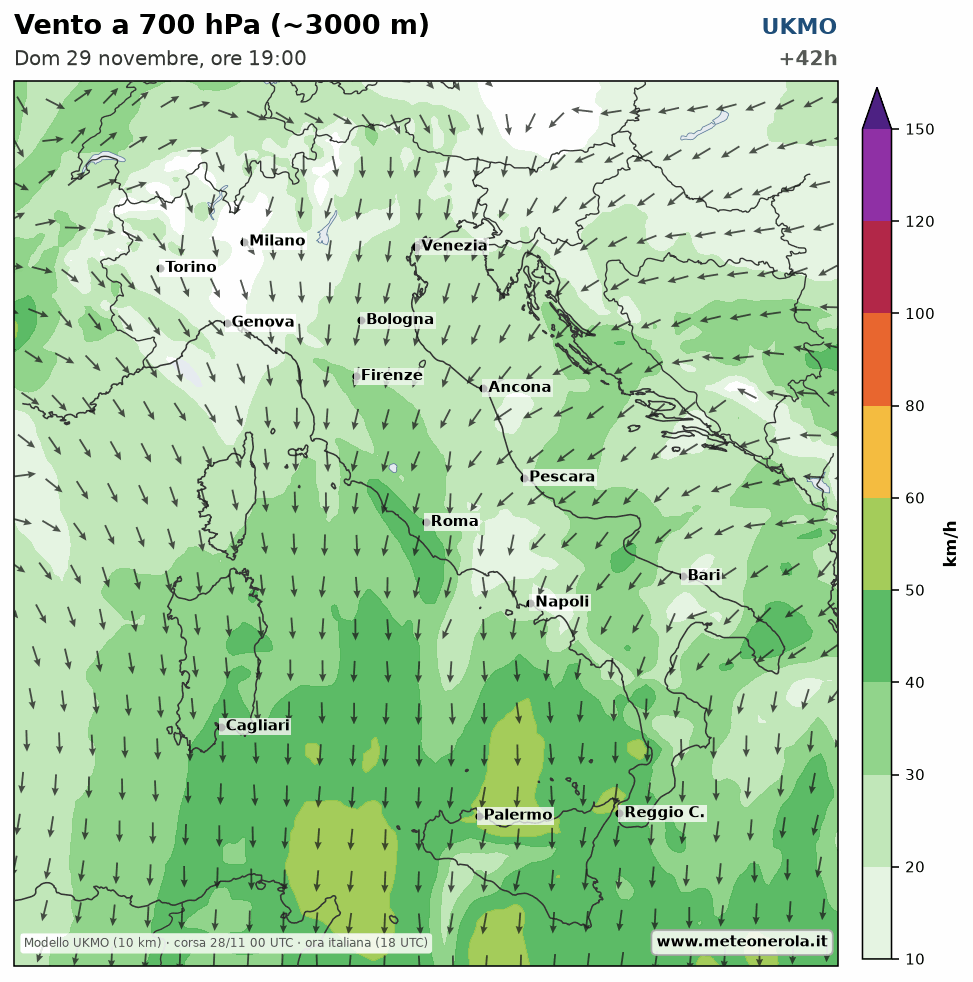 Vento a 700 hPa (~3000 m)
UKMO
Dom 29 novembre, ore 19:00
+42h
Milano
Venezia
Torino
Genova
Bologna
Firenze
Ancona
Pescara
Roma
Bari
Napoli
Cagliari
Palermo
Reggio C.
150
120
100
80
60
50
40
30
20
10
km/h
Modello UKMO (10 km) · corsa 28/11 00 UTC · ora italiana (18 UTC)
www.meteonerola.it